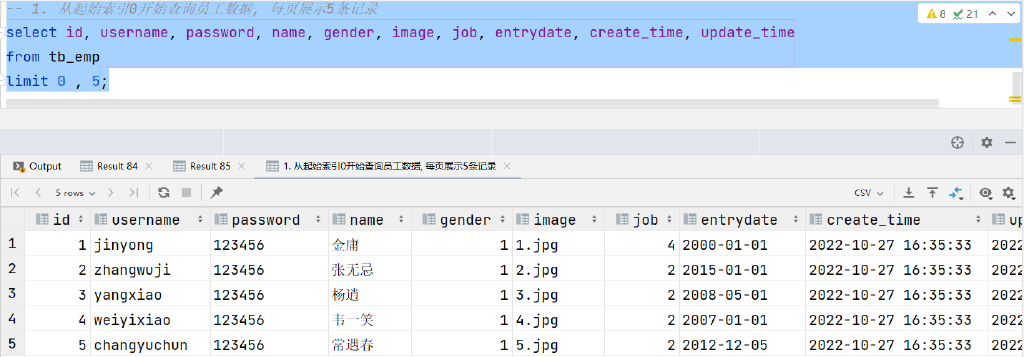 -- 1. 从起始索引0开始查询员工数据, 每页展示5条记录
8 21
select id, username, password, name, gender, image, job, entrydate, create_time, update_time
from tb_emp
limit 0 , 5;
Output Result 84 Result 85 1. 从起始索引0开始查询员工数据, 每页展示5条记录
5 rows CSV
id username password name gender image job entrydate create_time up
1 1 jinyong 123456 金庸 1 1.jpg 4 2000-01-01 2022-10-27 16:35:33 2022
2 2 zhangwuji 123456 张无忌 1 2.jpg 2 2015-01-01 2022-10-27 16:35:33 2022
3 3 yangxiao 123456 杨逍 1 3.jpg 2 2008-05-01 2022-10-27 16:35:33 2022
4 4 weiyixiao 123456 韦一笑 1 4.jpg 2 2007-01-01 2022-10-27 16:35:33 2022
5 5 changyuchun 123456 常遇春 1 5.jpg 2 2012-12-05 2022-10-27 16:35:33 2022